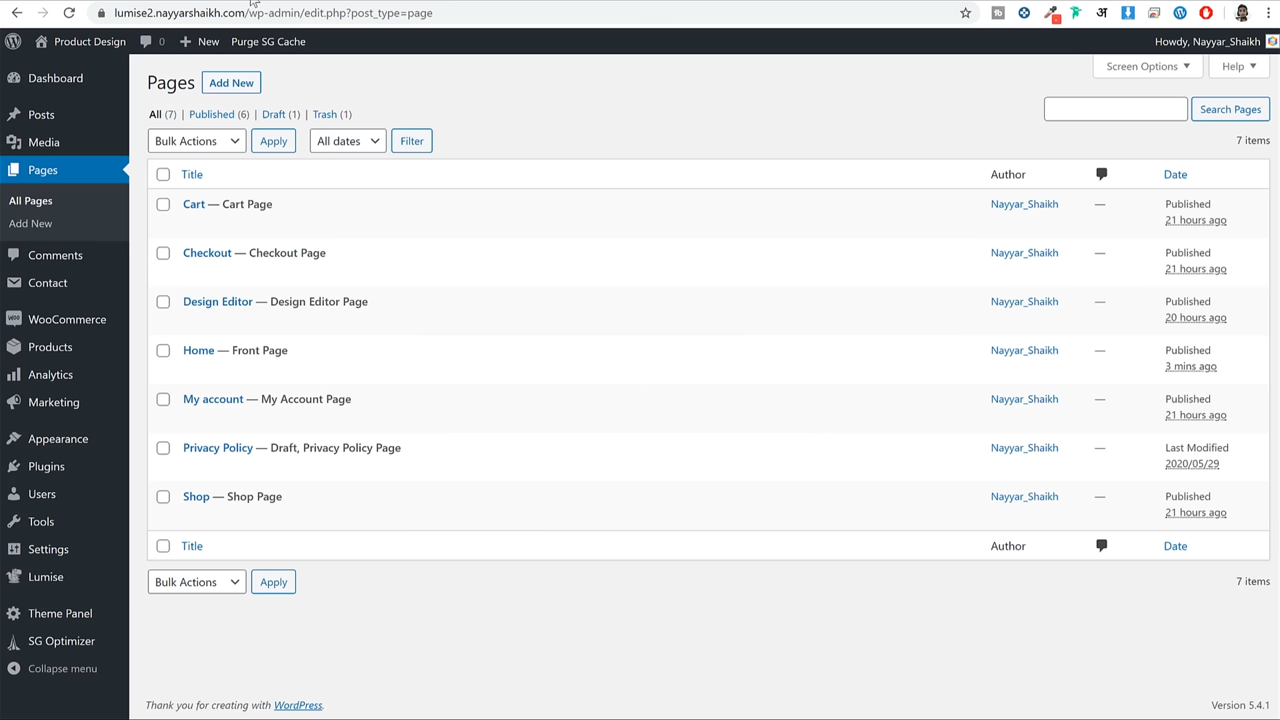 lumise2.nayyarshaikh.com/wp-admin/edit.php?post_type=page
Product Design 0 New Purge SG Cache Howdy, Nayyar_Shaikh
Dashboard
Posts
Media
Pages
All Pages
Add New
Comments
Contact
WooCommerce
Products
Analytics
Marketing
Appearance
Plugins
Users
Tools
Settings
Lumise
Theme Panel
SG Optimizer
Collapse menu
Screen Options Help
Pages Add New
All (7) | Published (6) | Draft (1) | Trash (1)
Search Pages
Bulk Actions Apply All dates Filter 7 items
Title Author Date
Cart — Cart Page Nayyar_Shaikh — Published
21 hours ago
Checkout — Checkout Page Nayyar_Shaikh — Published
21 hours ago
Design Editor — Design Editor Page Nayyar_Shaikh — Published
20 hours ago
Home — Front Page Nayyar_Shaikh — Published
3 mins ago
My account — My Account Page Nayyar_Shaikh — Published
21 hours ago
Privacy Policy — Draft, Privacy Policy Page Nayyar_Shaikh — Last Modified
2020/05/29
Shop — Shop Page Nayyar_Shaikh — Published
21 hours ago
Title Author Date
Bulk Actions Apply 7 items
Thank you for creating with WordPress. Version 5.4.1